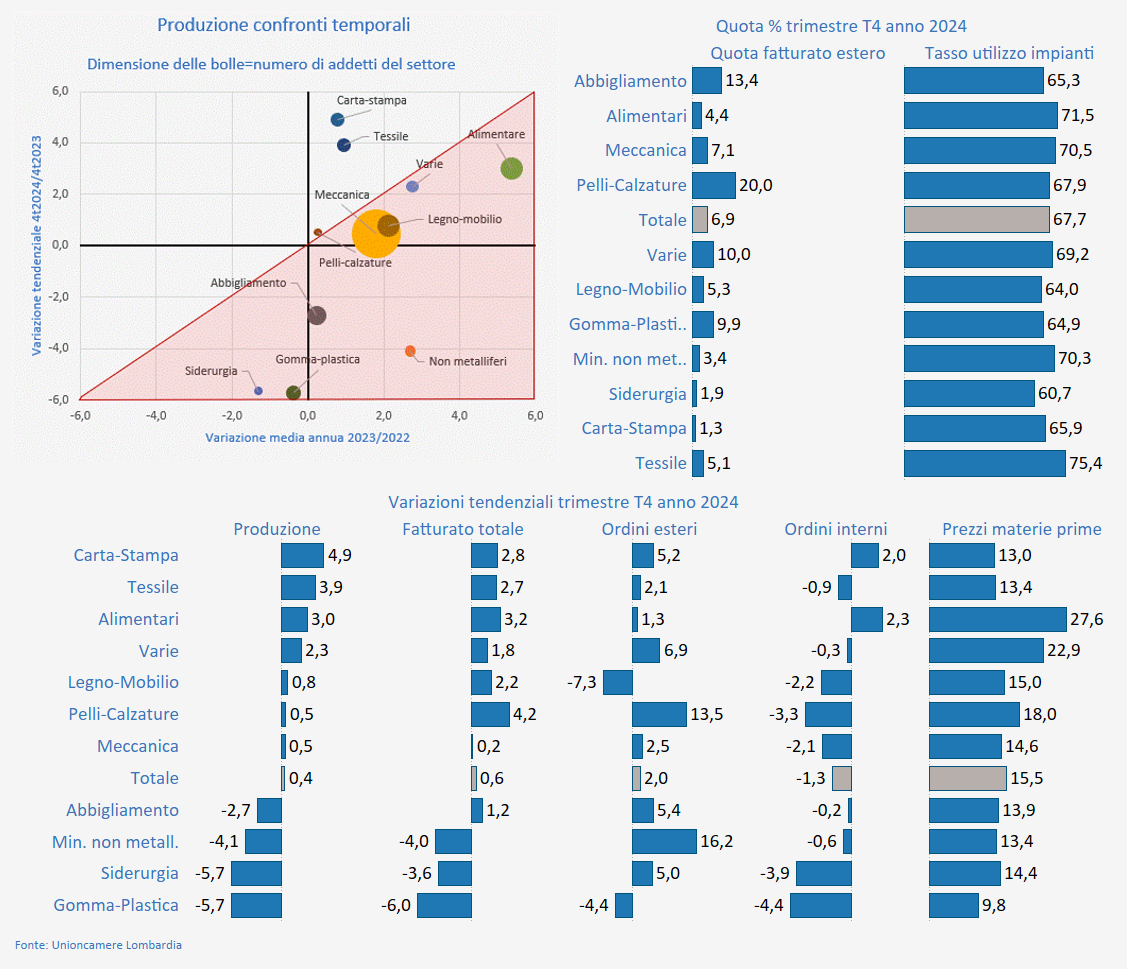 Produzione confronti temporali
Dimensione delle bolle=numero di addetti del settore
Variazione tendenziale 4t2024/4t2023
6,0
4,0
2,0
0,0
-2,0
-4,0
-6,0
Carta-stampa
Tessile
Alimentare
Varie
Meccanica
Legno-mobilio
Pelli-calzature
Abbigliamento
Gomma-plastica
Non metalliferi
Siderurgia
-6,0 -4,0 -2,0 0,0 2,0 4,0 6,0
Variazione media annua 2023/2022
Quota % trimestre T4 anno 2024
Quota fatturato estero Tasso utilizzo impianti
Abbigliamento 13,4 65,3
Alimentari 4,4 71,5
Meccanica 7,1 70,5
Pelli-Calzature 20,0 67,9
Totale 6,9 67,7
Varie 10,0 69,2
Legno-Mobilio 5,3 64,0
Gomma-Plasti.. 9,9 64,9
Min. non met.. 3,4 70,3
Siderurgia 1,9 60,7
Carta-Stampa 1,3 65,9
Tessile 5,1 75,4
Variazioni tendenziali trimestre T4 anno 2024
Produzione Fatturato totale Ordini esteri Ordini interni Prezzi materie prime
Carta-Stampa 4,9 2,8 5,2 2,0 13,0
Tessile 3,9 2,7 2,1 -0,9 13,4
Alimentari 3,0 3,2 1,3 2,3 27,6
Varie 2,3 1,8 6,9 -0,3 22,9
Legno-Mobilio 0,8 2,2 -7,3 -2,2 15,0
Pelli-Calzature 0,5 4,2 13,5 -3,3 18,0
Meccanica 0,5 0,2 2,5 -2,1 14,6
Totale 0,4 0,6 2,0 -1,3 15,5
Abbigliamento -2,7 1,2 5,4 -0,2 13,9
Min. non metall. -4,1 -4,0 16,2 -0,6 13,4
Siderurgia -5,7 -3,6 5,0 -3,9 14,4
Gomma-Plastica -5,7 -6,0 -4,4 -4,4 9,8
Fonte: Unioncamere Lombardia